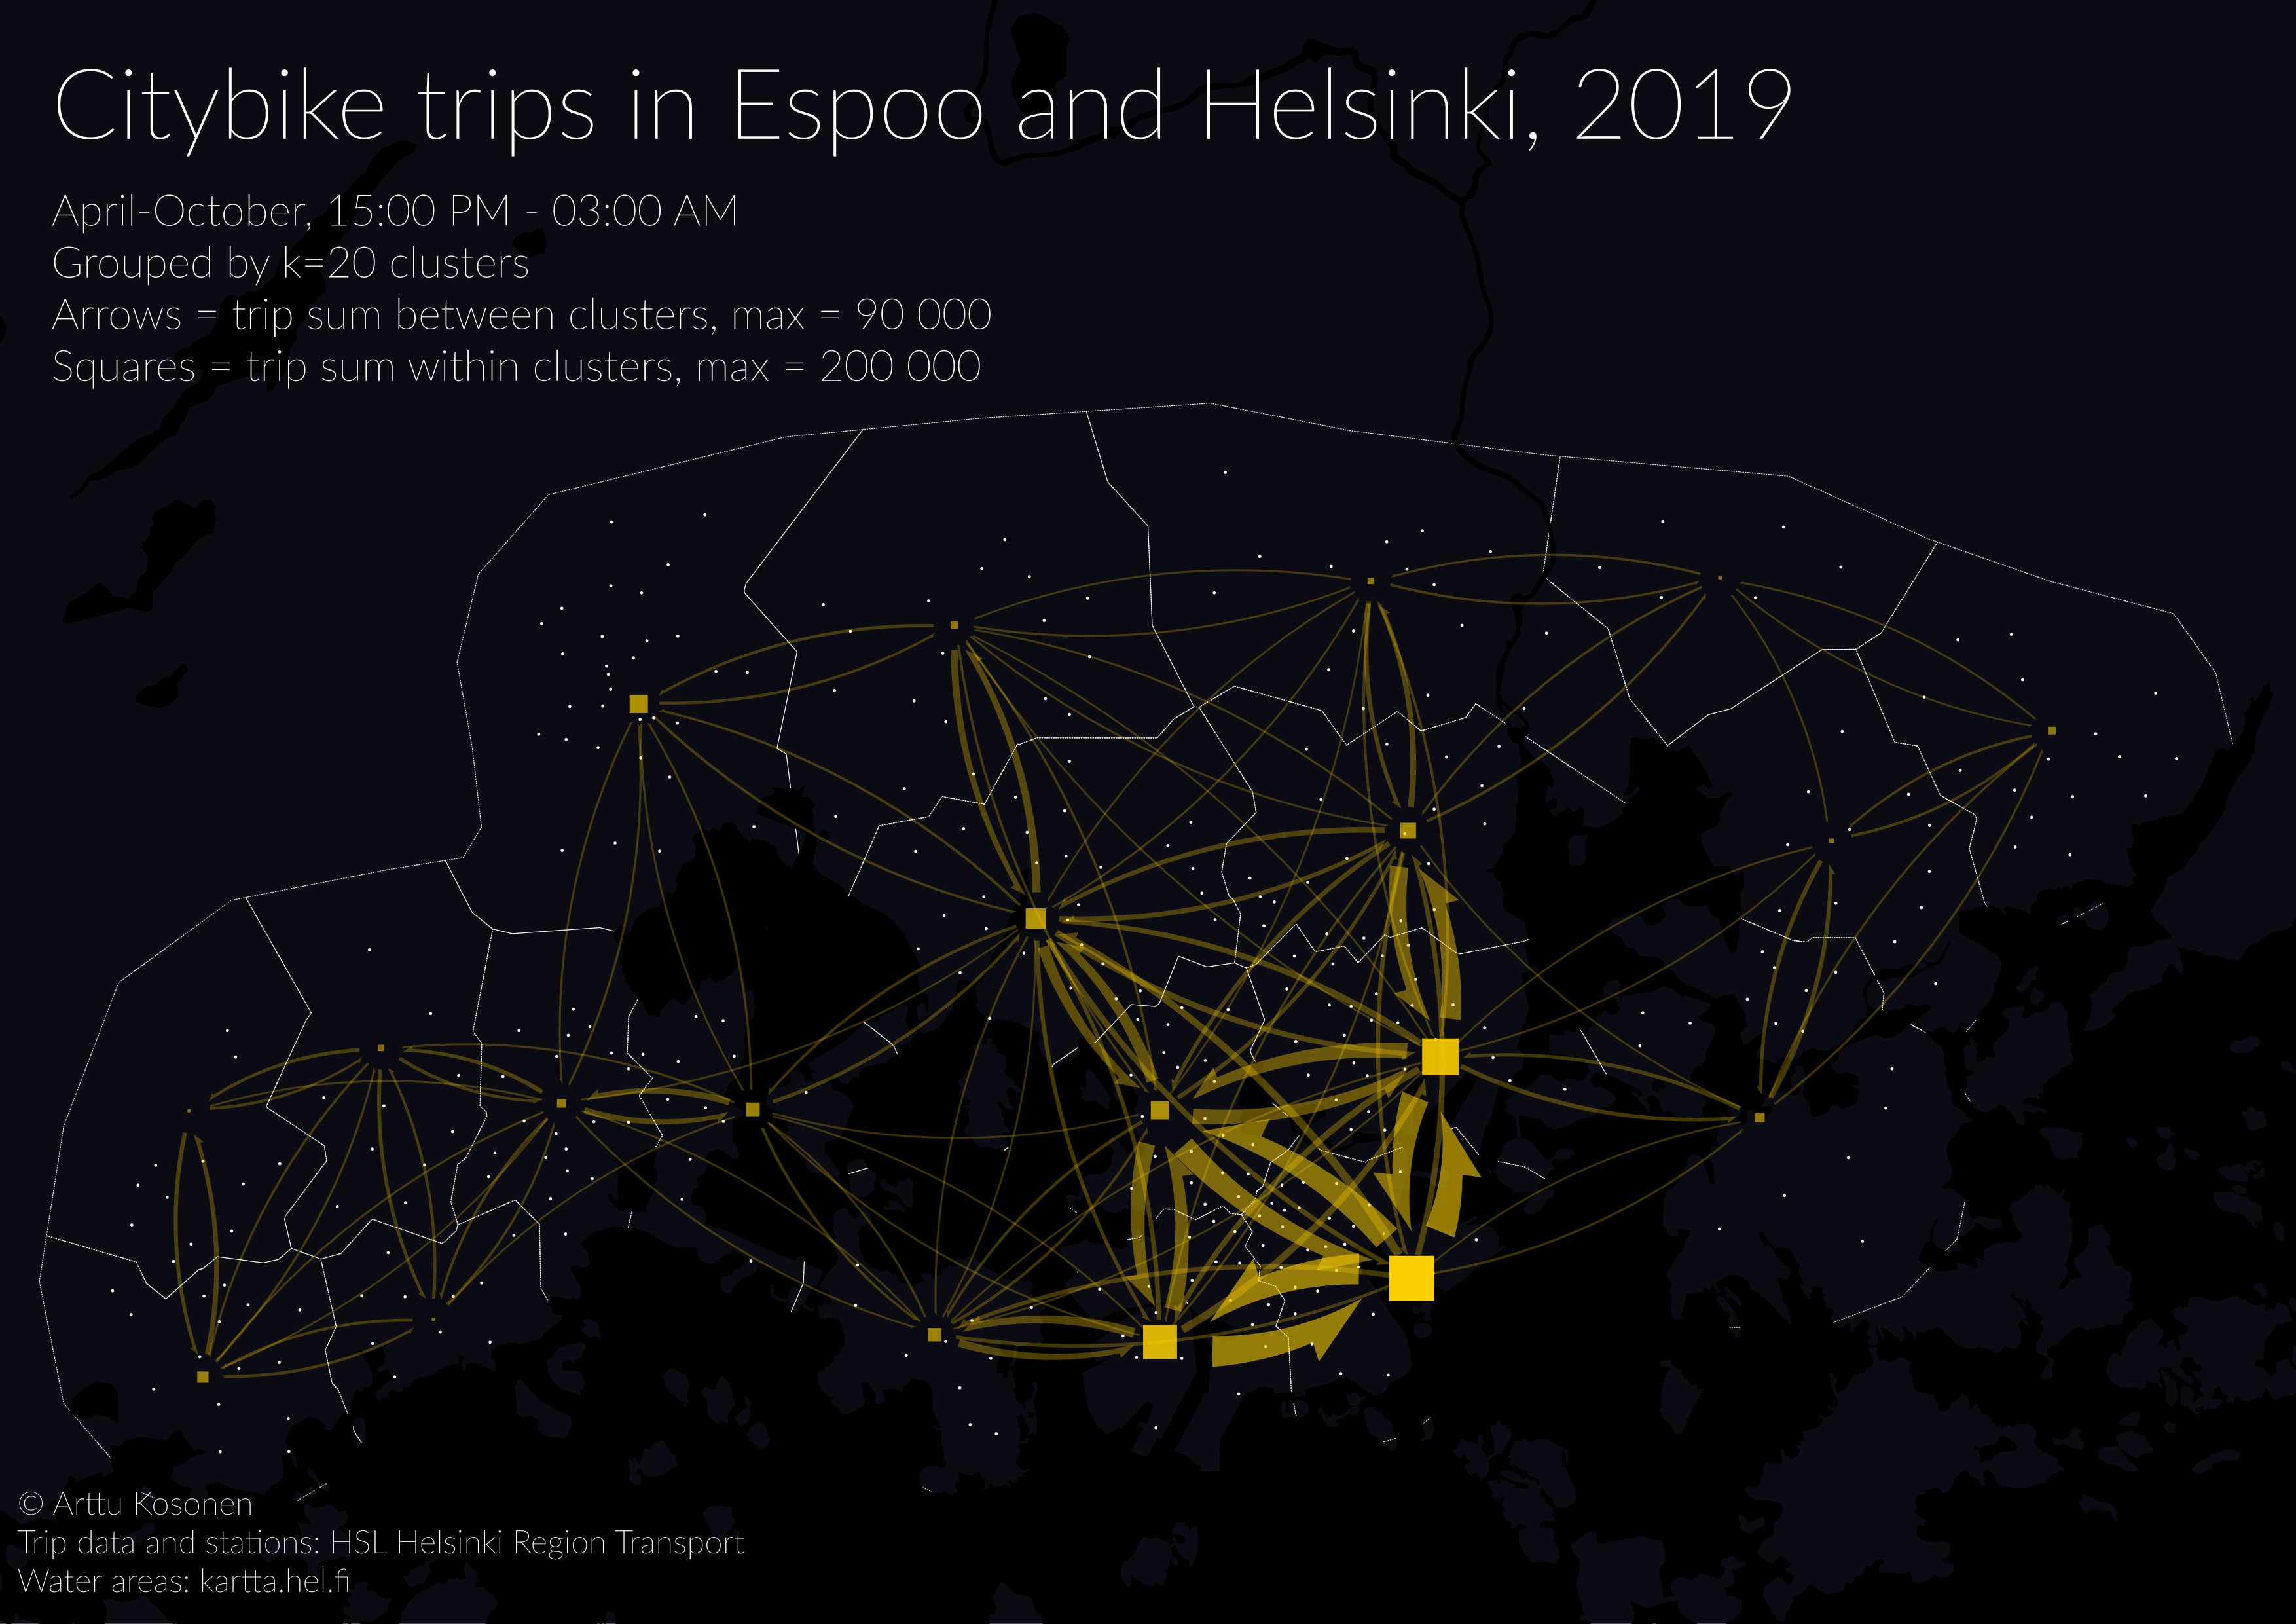 Citybike trips in Espoo and Helsinki, 2019
April-October, 15:00 PM - 03:00 AM
Grouped by k=20 clusters
Arrows = trip sum between clusters, max = 90 000
Squares = trip sum within clusters, max = 200 000
© Arttu Kosonen
Trip data and stations: HSL Helsinki Region Transport
Water areas: kartta.hel.fi